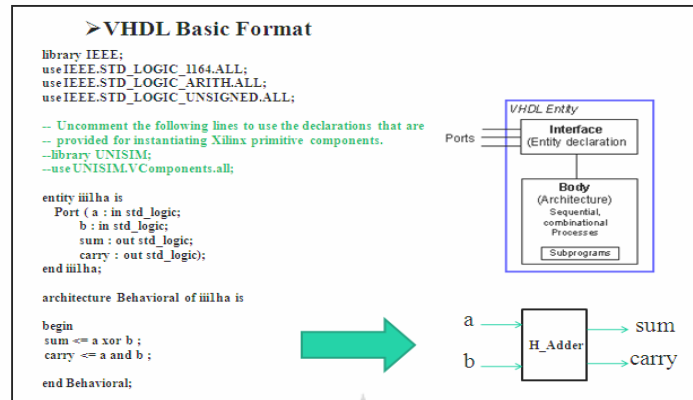 ➢VHDL Basic Format
library IEEE;
use IEEE.STD_LOGIC_1164.ALL;
use IEEE.STD_LOGIC_ARITH.ALL;
use IEEE.STD_LOGIC_UNSIGNED.ALL;
-- Uncomment the following lines to use the declarations that are
-- provided for instantiating Xilinx primitive components.
--library UNISIM;
--use UNISIM.VComponents.all;
entity iii1ha is
Port ( a : in std_logic;
b : in std_logic;
sum : out std_logic;
carry : out std_logic);
end iii1ha;
architecture Behavioral of iii1ha is
begin
sum <= a xor b ;
carry <= a and b ;
end Behavioral;
VHDL Entity
Ports
Interface
(Entity declaration
Body
(Architecture)
Sequential,
combinational
Processes
Subprograms
a
b
H_Adder
sum
carry